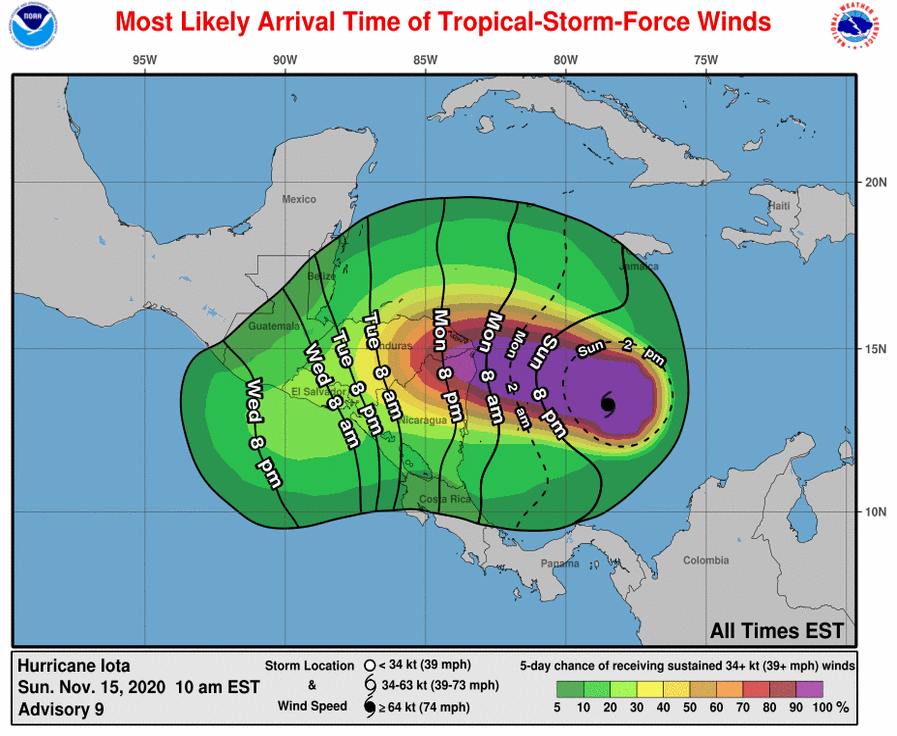 Most Likely Arrival Time of Tropical-Storm-Force Winds
NOAA
NATIONAL WEATHER SERVICE
95W 90W 85W 80W 75W
20N
15N
10N
Mexico
Haiti
Jamaica
Belize
Guatemala
nduras
El Salvador
Nicaragua
Costa Rica
Panama
Colombia
Wed 8 pm
Wed 8 am
Tue 8 pm
Tue 8 am
Mon 8 pm
Mon 8 am
Mon 2 am
Sun 8 pm
Sun 2 pm
All Times EST
Hurricane Iota
Sun. Nov. 15, 2020 10 am EST
Advisory 9
Storm Location
&
Wind Speed
< 34 kt (39 mph)
34-63 kt (39-73 mph)
≥ 64 kt (74 mph)
5-day chance of receiving sustained 34+ kt (39+ mph) winds
5 10 20 30 40 50 60 70 80 90 100 %